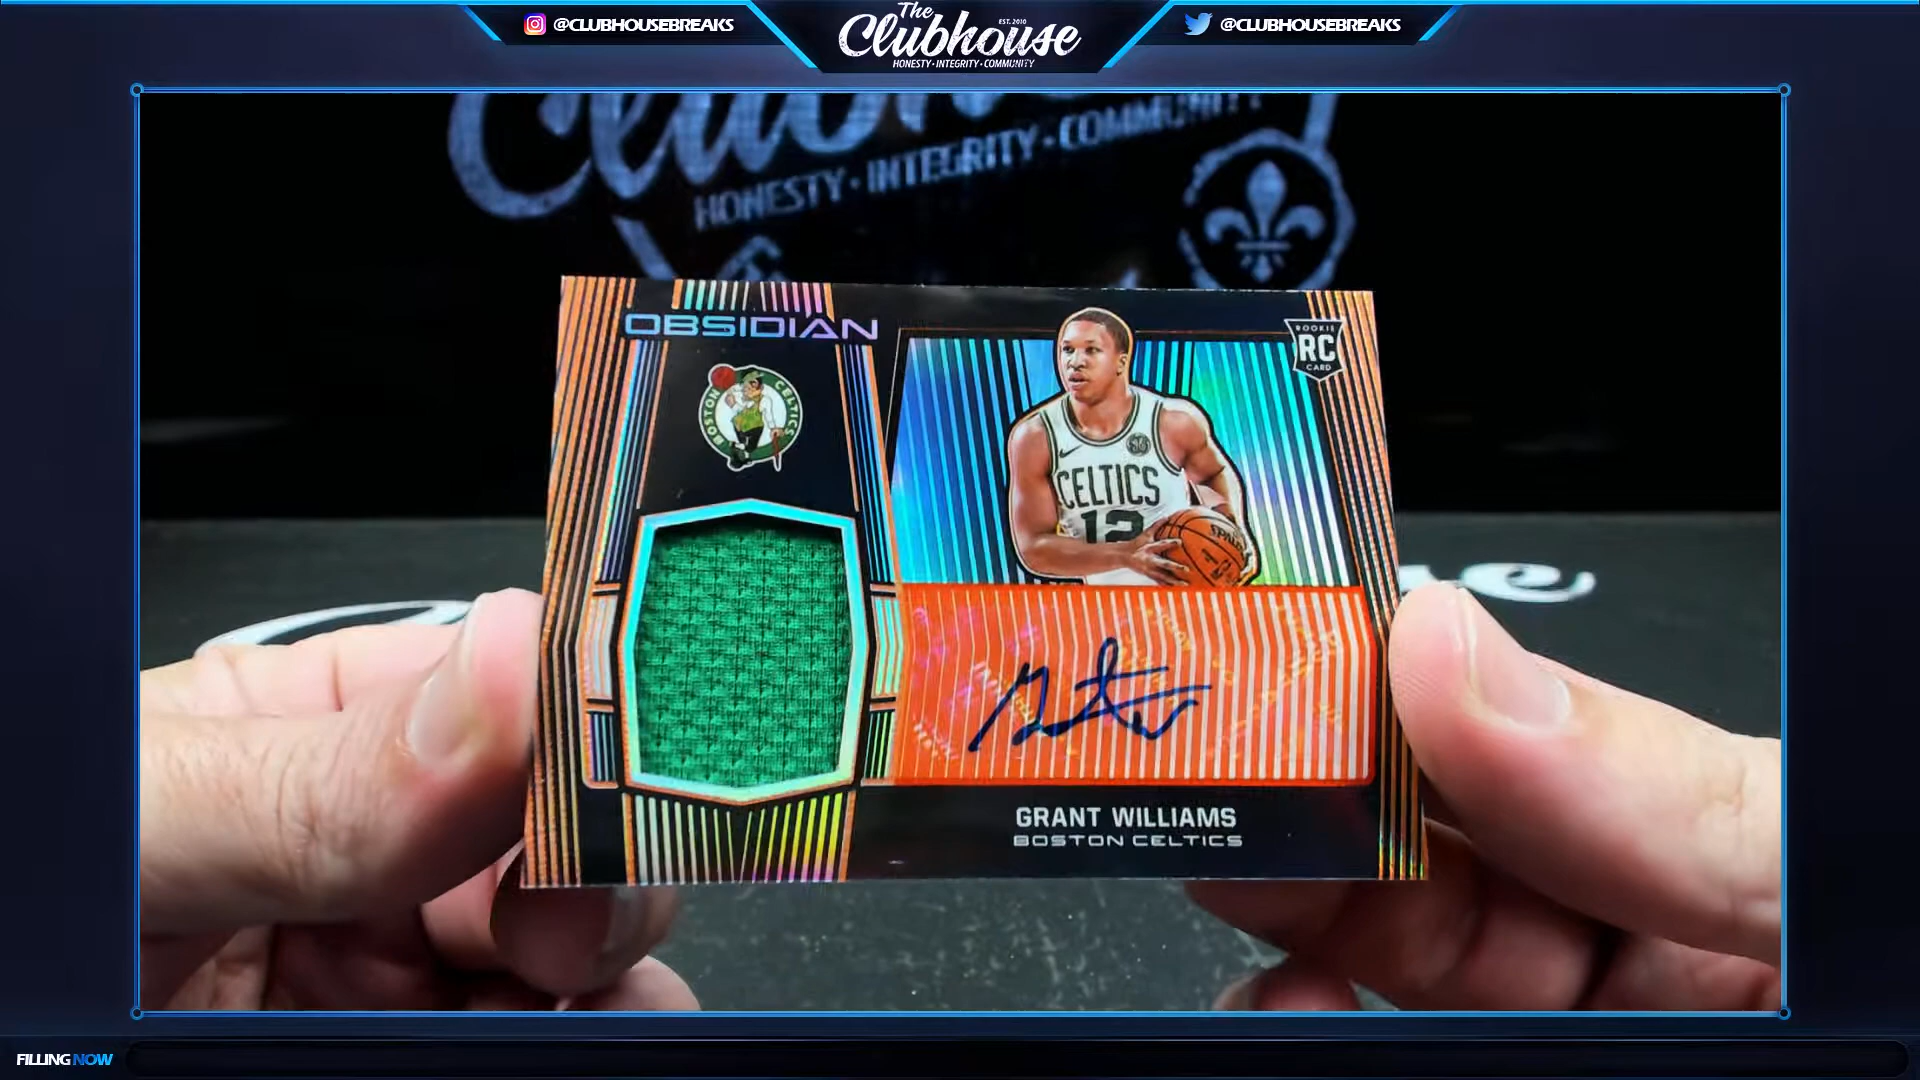 @CLUBHOUSEBREAKS
The
Clubhouse
EST. 2010
HONESTY • INTEGRITY • COMMUNITY
@CLUBHOUSEBREAKS
HONESTY • INTEGRITY • COMMUNITY
OBSIDIAN
BOSTON CELTICS
ROOKIE
RC
CARD
CELTICS
12
SPALDING
GRANT WILLIAMS
BOSTON CELTICS
FILLING NOW